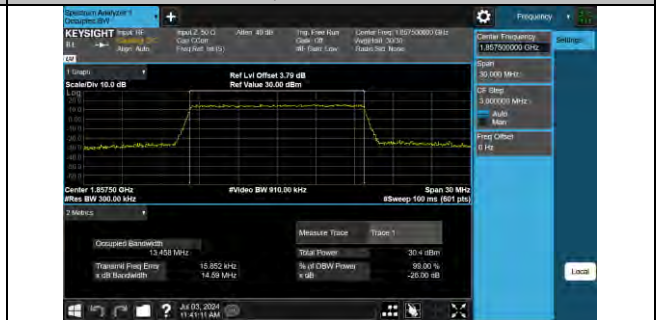 Spectrum Analyzer 1
Occupied BW
+
Frequency
KEYSIGHT Input: RF
Input Z: 50 Ω
Atten: 40 dB
Trig: Free Run
Center Freq: 1.857500000 GHz
Align: Auto
Gate: Off
Center Frequency
1.857500000 GHz
Settings
Span
30.000 MHz
CF Step
3.000000 MHz
Auto
Man
Freq Offset
0 Hz
1 Graph
Scale/Div 10.0 dB
Ref Lvl Offset 3.79 dB
Ref Value 30.00 dBm
Log
Center 1.85750 GHz
#Video BW 910.00 kHz
Span 30 MHz
#Res BW 300.00 kHz
#Sweep 100 ms (601 pts)
2 Metrics
Measure Trace
Trace 1
Occupied Bandwidth
13.458 MHz
Total Power
30.4 dBm
Transmit Freq Error
15.852 kHz
% of OBW Power
99.00 %
x dB Bandwidth
14.59 MHz
x dB
-26.00 dB
Local
?
Jul 03, 2024
11:41:11 AM